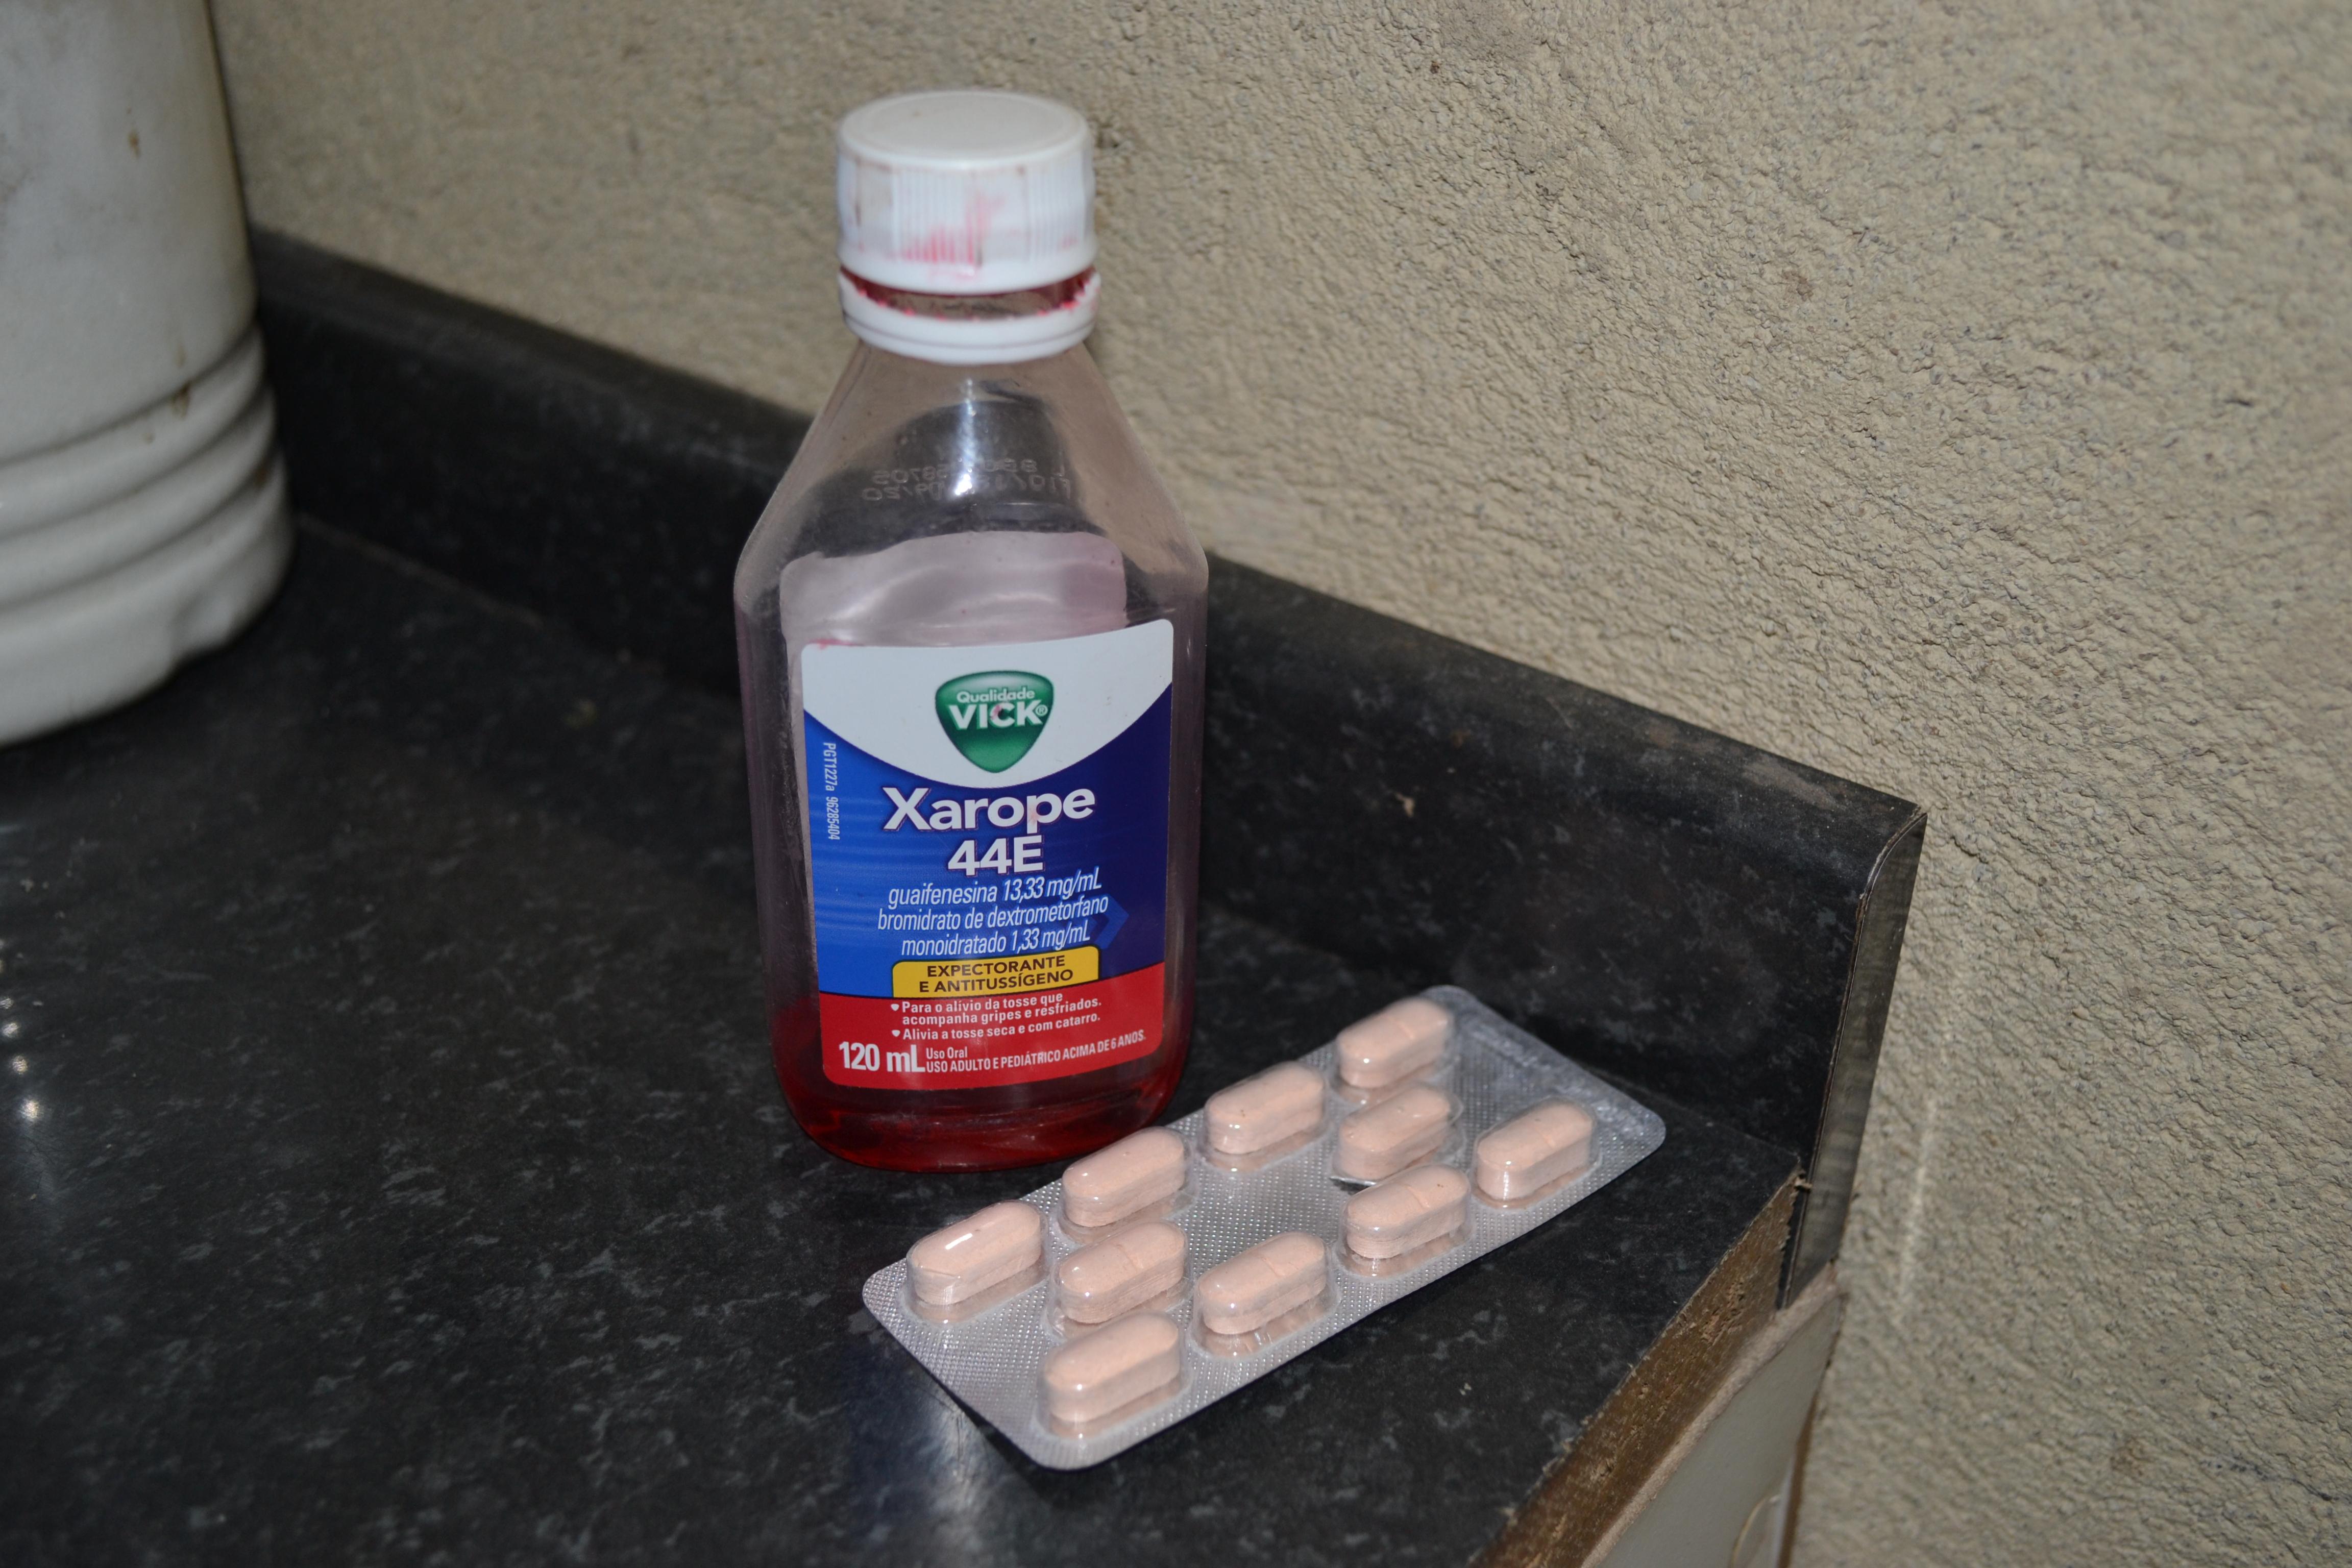 Qualidade
VICK®
PGT1227a 96285404
Xarope
44E
guaifenesina 13,33 mg/mL
bromidrato de dextrometorfano
monoidratado 1,33 mg/mL
EXPECTORANTE
E ANTITUSSÍGENO
Para o alivio da tosse que
acompanha gripes e resfriados.
Alivia a tosse seca e com catarro.
120 mL
Uso Oral
USO ADULTO E PEDIÁTRICO ACIMA DE 6 ANOS.